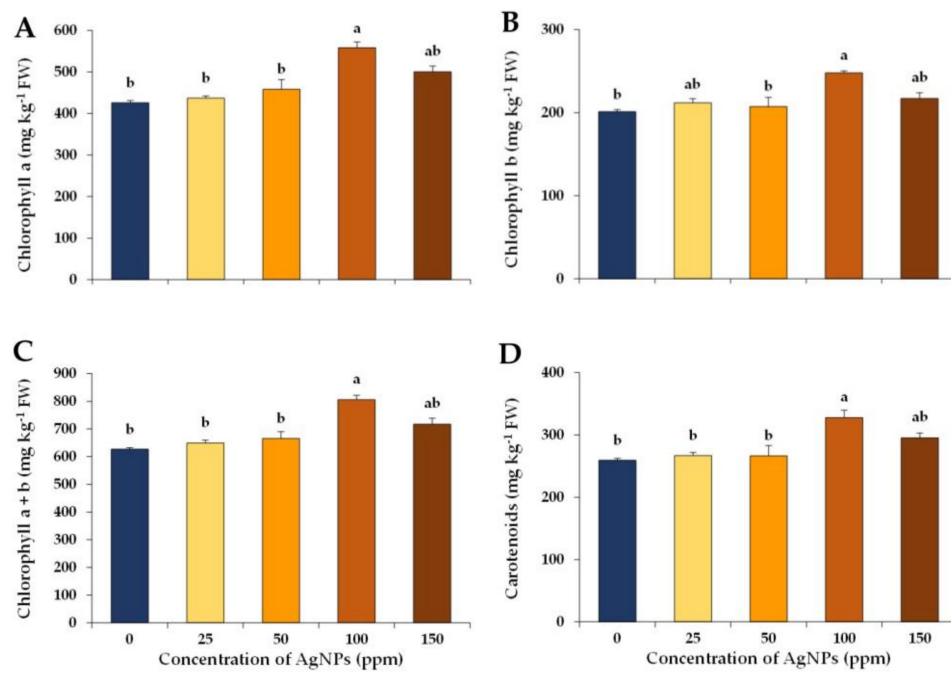 A
Chlorophyll a (mg kg⁻¹ FW)
600
500
400
300
200
100
0
b
b
b
a
ab
B
Chlorophyll b (mg kg⁻¹ FW)
300
200
100
0
b
ab
b
a
ab
C
Chlorophyll a + b (mg kg⁻¹ FW)
900
800
700
600
500
400
300
200
100
0
b
b
b
a
ab
0 25 50 100 150
Concentration of AgNPs (ppm)
D
Carotenoids (mg kg⁻¹ FW)
400
300
200
100
0
b
b
b
a
ab
0 25 50 100 150
Concentration of AgNPs (ppm)